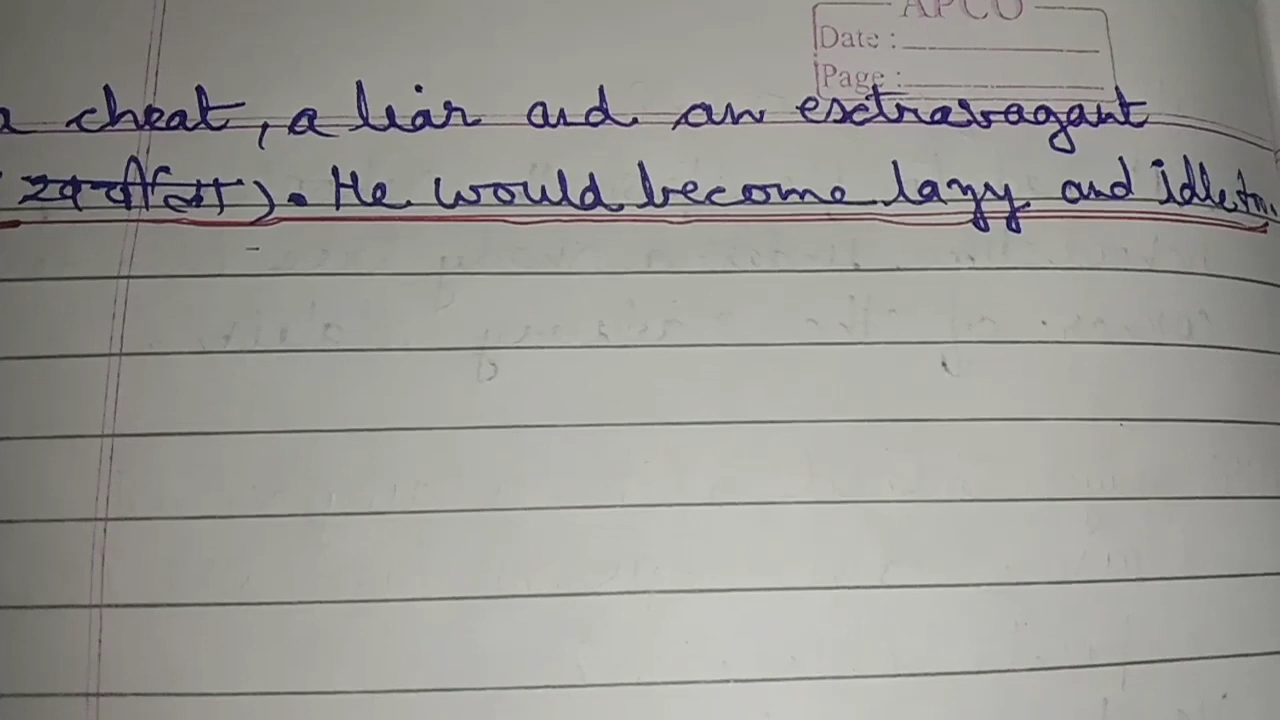 APCO
Date :
Page :
a cheat, a liar and an extravagant
). He would become lazy and idle